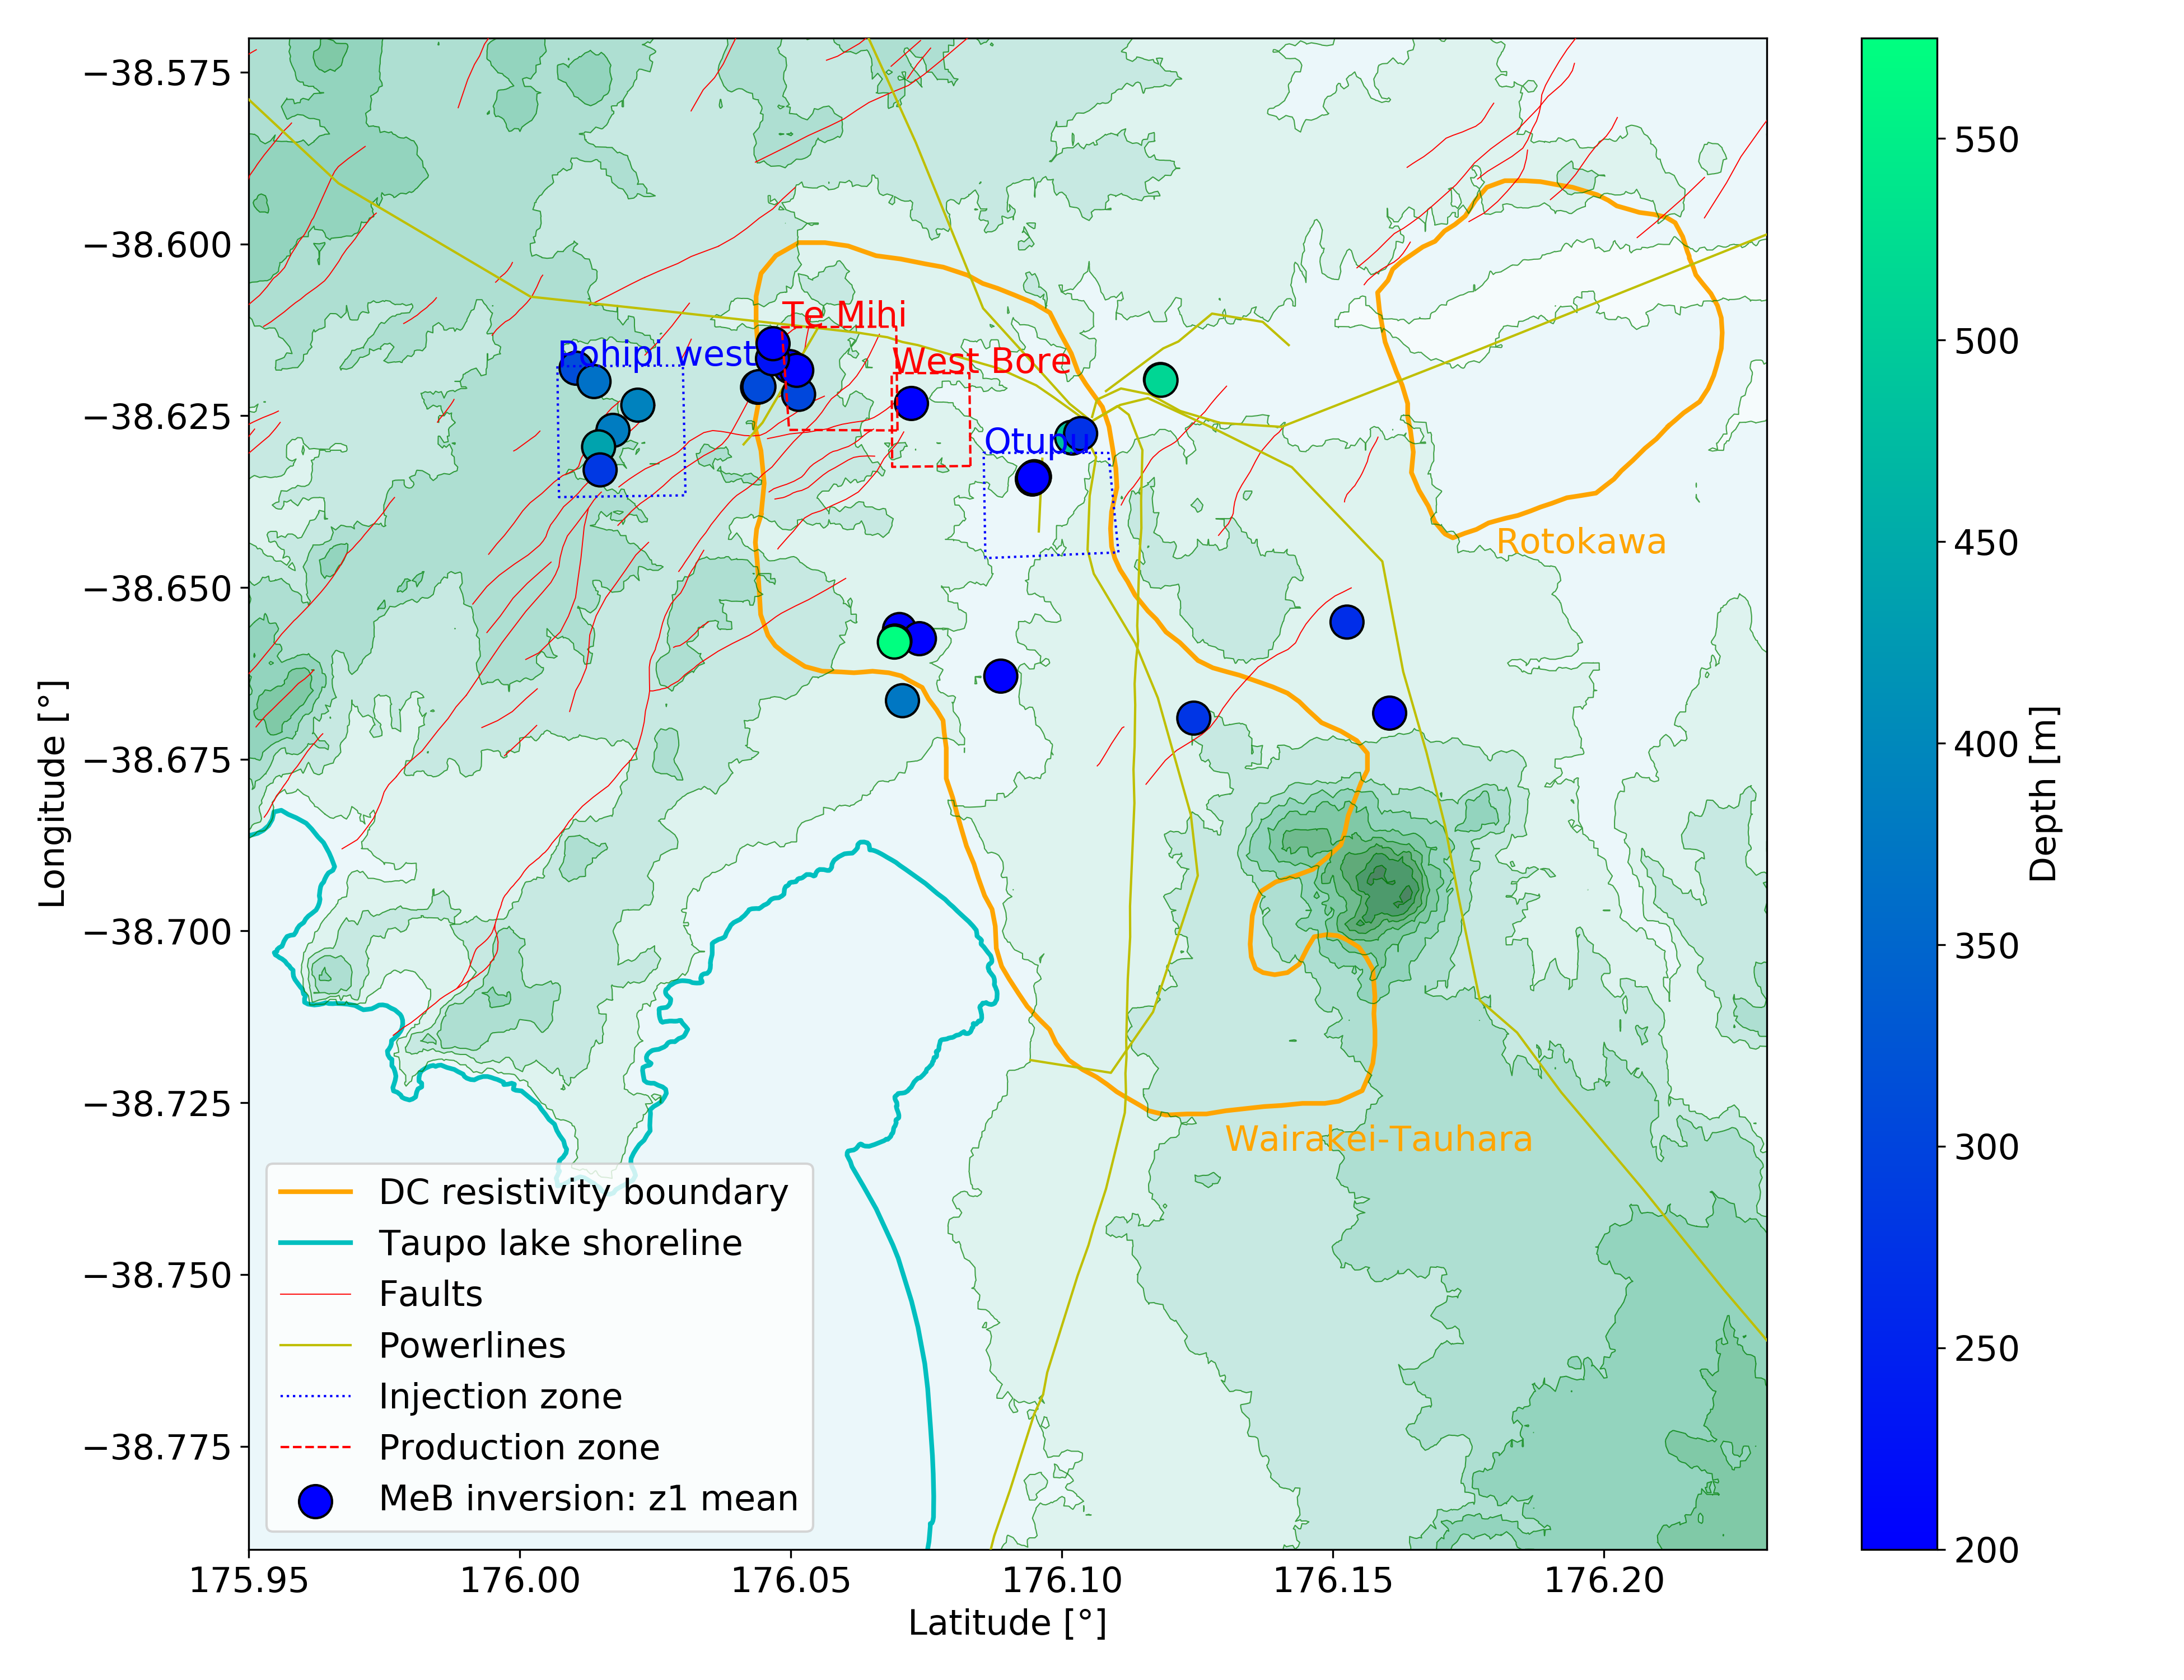 −38.575
−38.600
−38.625
−38.650
−38.675
−38.700
−38.725
−38.750
−38.775
Longitude [°]
175.95
176.00
176.05
176.10
176.15
176.20
Latitude [°]
Te Mihi
Pohipi west
West Bore
Otupu
Rotokawa
Wairakei-Tauhara
DC resistivity boundary
Taupo lake shoreline
Faults
Powerlines
Injection zone
Production zone
MeB inversion: z1 mean
550
500
450
400
350
300
250
200
Depth [m]